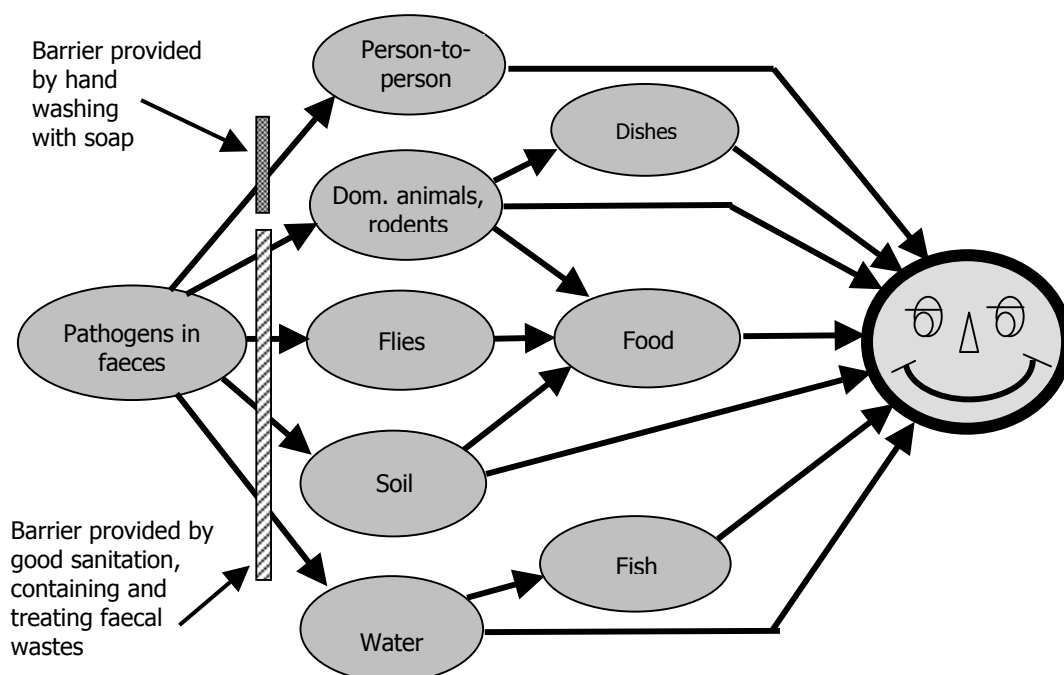 Barrier provided
by hand
washing
with soap
Person-to-
person
Dishes
Dom. animals,
rodents
Pathogens in
faeces
Flies
Food
Soil
Barrier provided by
good sanitation,
containing and
treating faecal
wastes
Fish
Water